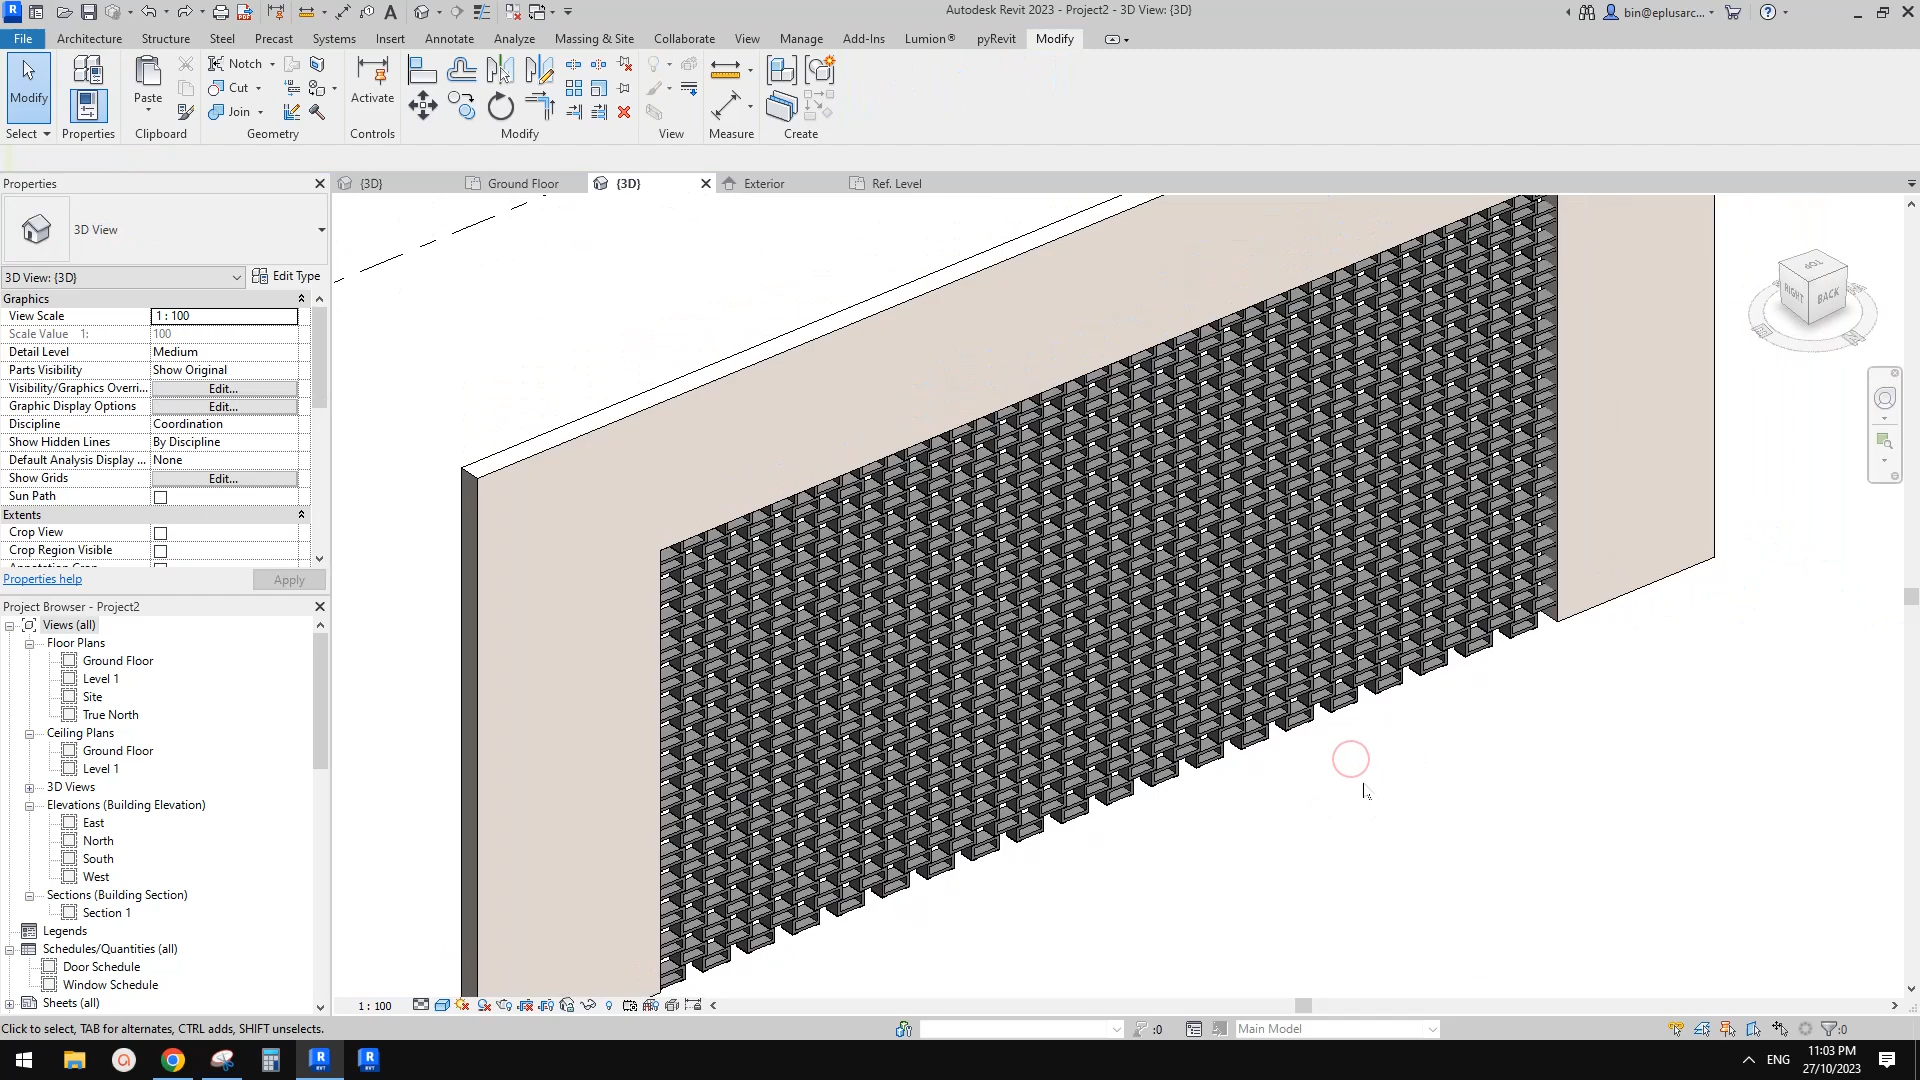 Autodesk Revit 2023 - Project2 - 3D View: {3D}
bin@eplusarc...
File Architecture Structure Steel Precast Systems Insert Annotate Analyze Massing & Site Collaborate View Manage Add-Ins Lumion® pyRevit Modify
Modify Paste Notch Cut Join Activate
Select Properties Clipboard Geometry Controls Modify View Measure Create
Properties
{3D} Ground Floor {3D} Exterior Ref. Level
3D View
3D View: {3D} Edit Type
Graphics
View Scale 1 : 100
Scale Value 1: 100
Detail Level Medium
Parts Visibility Show Original
Visibility/Graphics Overri... Edit...
Graphic Display Options Edit...
Discipline Coordination
Show Hidden Lines By Discipline
Default Analysis Display ... None
Show Grids Edit...
Sun Path
Extents
Crop View
Crop Region Visible
Properties help Apply
TOP
RIGHT BACK
Project Browser - Project2
Views (all)
Floor Plans
Ground Floor
Level 1
Site
True North
Ceiling Plans
Ground Floor
Level 1
3D Views
Elevations (Building Elevation)
East
North
South
West
Sections (Building Section)
Section 1
Legends
Schedules/Quantities (all)
Door Schedule
Window Schedule
Sheets (all)
1 : 100
Click to select, TAB for alternates, CTRL adds, SHIFT unselects.
:0 Main Model :0
ENG 11:03 PM
27/10/2023